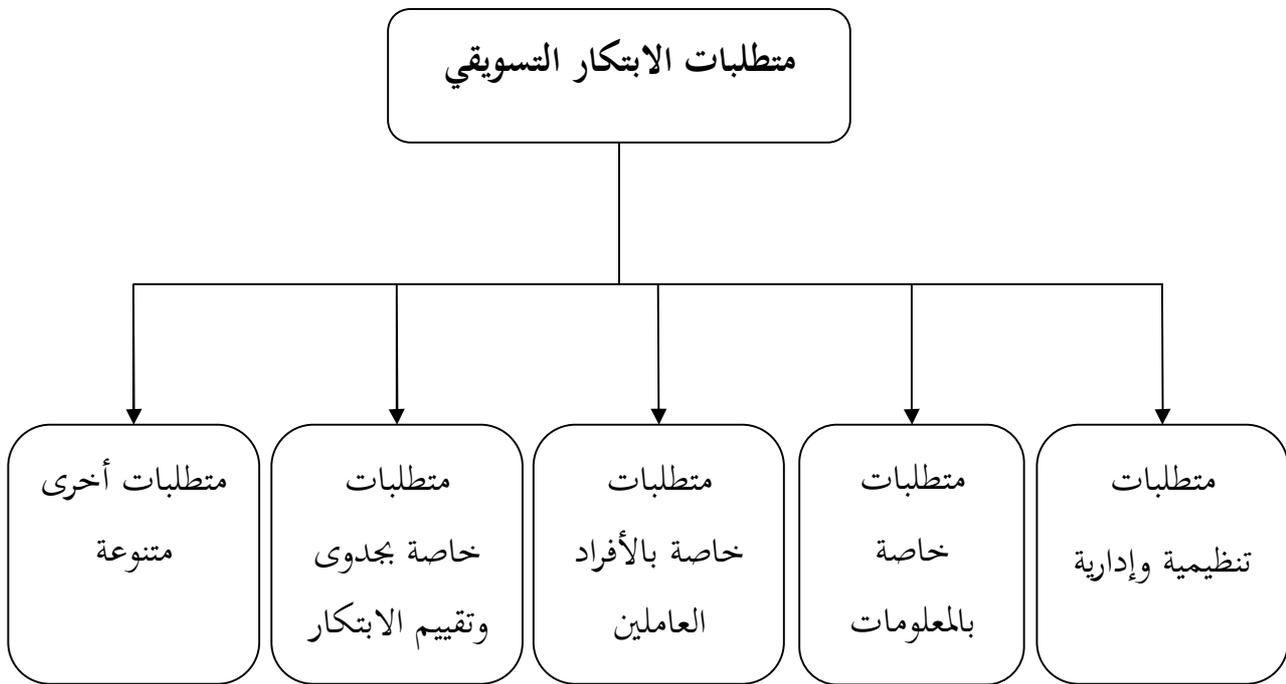 متطلبات الابتكار التسويقي
متطلبات
تنظيمية وإدارية
متطلبات
خاصة
بالمعلومات
متطلبات
خاصة بالأفراد
العاملين
متطلبات
خاصة بجدوى
وتقييم الابتكار
متطلبات أخرى
متنوعة